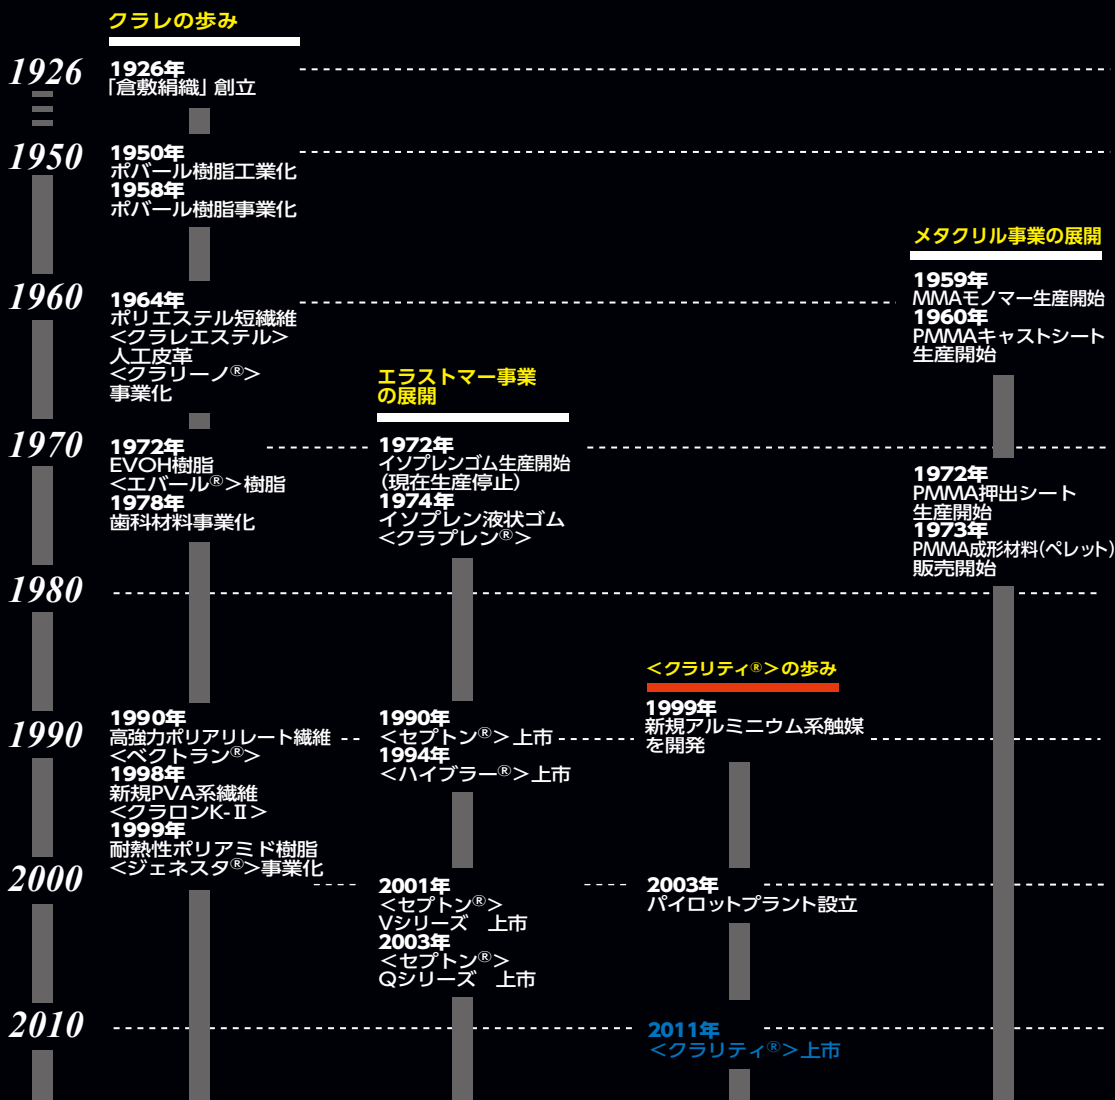 クラレの歩み
1926
1926年
「倉敷絹織」創立
1950
1950年
ポバール樹脂工業化
1958年
ポバール樹脂事業化
1960
1964年
ポリエステル短繊維
＜クラレエステル＞
人工皮革
＜クラリーノ®＞
事業化
1970
1972年
EVOH樹脂
＜エバール®＞樹脂
1978年
歯科材料事業化
1980
1990
1990年
高強力ポリアリレート繊維
＜ベクトラン®＞
1998年
新規PVA系繊維
＜クラロンK-Ⅱ＞
1999年
耐熱性ポリアミド樹脂
＜ジェネスタ®＞事業化
2000
2010
エラストマー事業
の展開
1972年
イソプレンゴム生産開始
（現在生産停止）
1974年
イソプレン液状ゴム
＜クラプレン®＞
1990年
＜セプトン®＞上市
1994年
＜ハイブラー®＞上市
2001年
＜セプトン®＞
Vシリーズ　上市
2003年
＜セプトン®＞
Qシリーズ　上市
＜クラリティ®＞の歩み
1999年
新規アルミニウム系触媒
を開発
2003年
パイロットプラント設立
2011年
＜クラリティ®＞上市
メタクリル事業の展開
1959年
MMAモノマー生産開始
1960年
PMMAキャストシート
生産開始
1972年
PMMA押出シート
生産開始
1973年
PMMA成形材料（ペレット）
販売開始